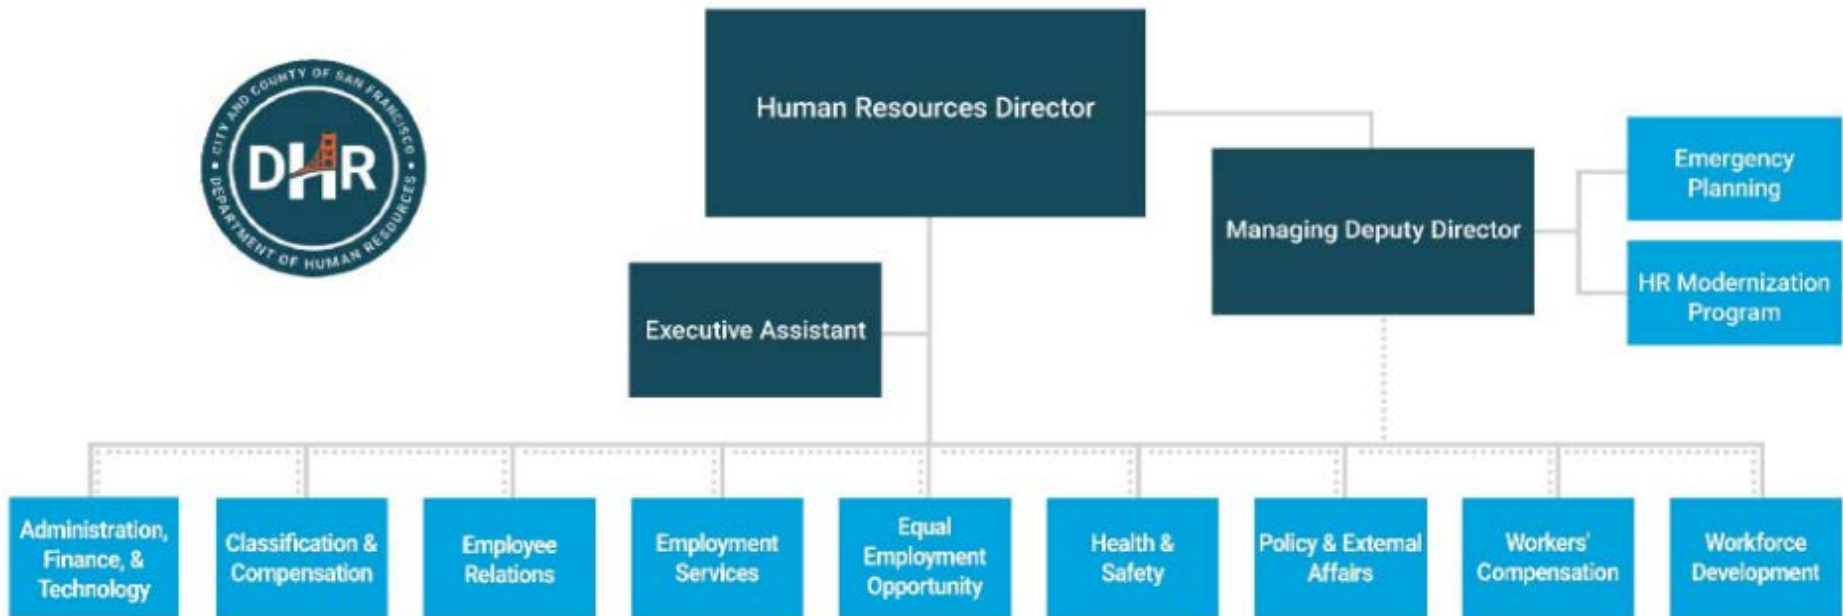 CITY AND COUNTY OF SAN FRANCISCO
DHR
DEPARTMENT OF HUMAN RESOURCES
Human Resources Director
Managing Deputy Director
Emergency
Planning
HR Modernization
Program
Executive Assistant
Administration,
Finance, &
Technology
Classification &
Compensation
Employee
Relations
Employment
Services
Equal
Employment
Opportunity
Health &
Safety
Policy & External
Affairs
Workers'
Compensation
Workforce
Development